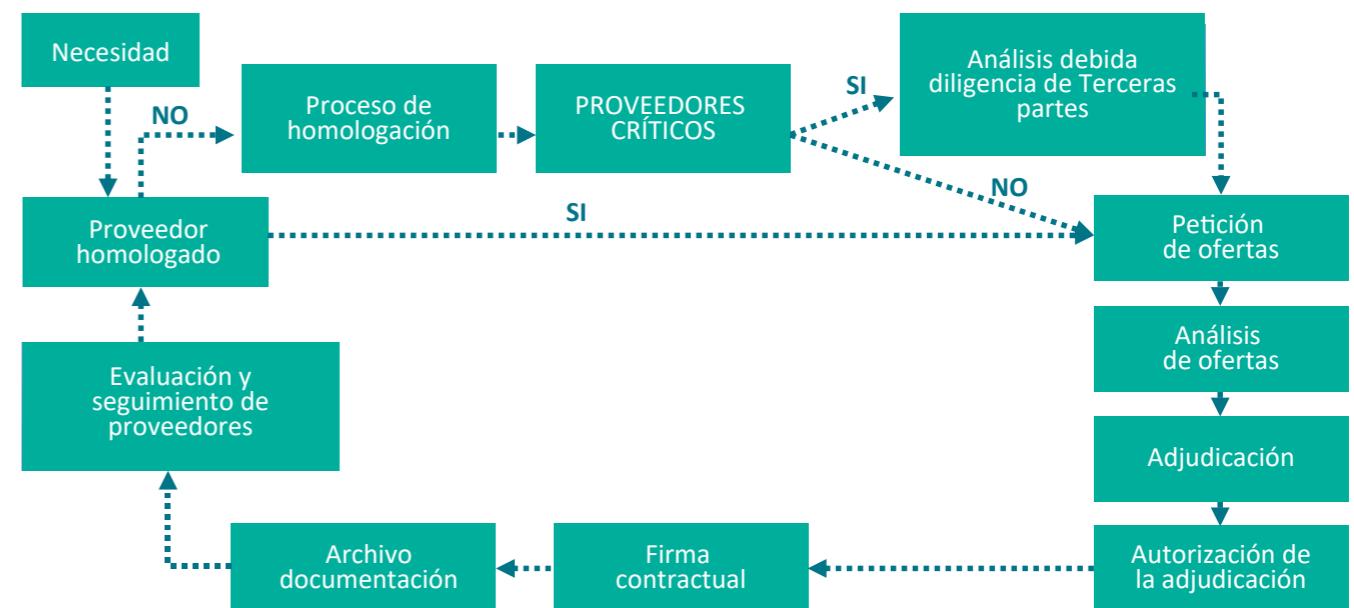 Necesidad
NO
Proceso de
homologación
PROVEEDORES
CRÍTICOS
SI
Análisis debida
diligencia de Terceras
partes
NO
Proveedor
homologado
SI
Petición
de ofertas
Análisis
de ofertas
Adjudicación
Autorización de
la adjudicación
Firma
contractual
Archivo
documentación
Evaluación y
seguimiento de
proveedores